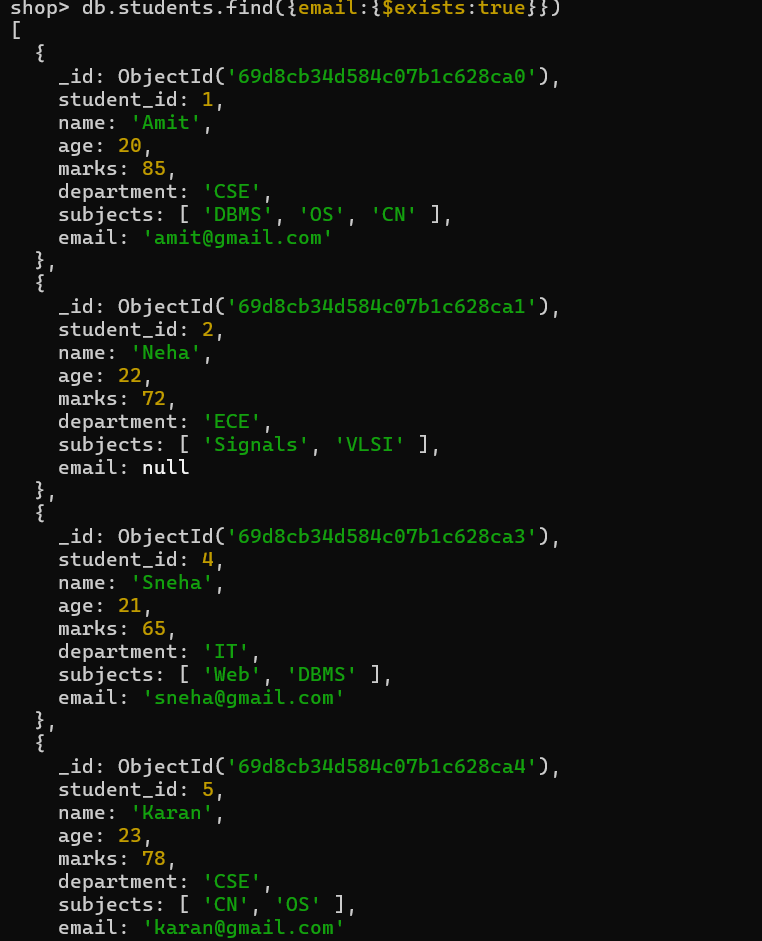 shop> db.students.find({email:{$exists:true}})
[
  {
    _id: ObjectId('69d8cb34d584c07b1c628ca0'),
    student_id: 1,
    name: 'Amit',
    age: 20,
    marks: 85,
    department: 'CSE',
    subjects: [ 'DBMS', 'OS', 'CN' ],
    email: 'amit@gmail.com'
  },
  {
    _id: ObjectId('69d8cb34d584c07b1c628ca1'),
    student_id: 2,
    name: 'Neha',
    age: 22,
    marks: 72,
    department: 'ECE',
    subjects: [ 'Signals', 'VLSI' ],
    email: null
  },
  {
    _id: ObjectId('69d8cb34d584c07b1c628ca3'),
    student_id: 4,
    name: 'Sneha',
    age: 21,
    marks: 65,
    department: 'IT',
    subjects: [ 'Web', 'DBMS' ],
    email: 'sneha@gmail.com'
  },
  {
    _id: ObjectId('69d8cb34d584c07b1c628ca4'),
    student_id: 5,
    name: 'Karan',
    age: 23,
    marks: 78,
    department: 'CSE',
    subjects: [ 'CN', 'OS' ],
    email: 'karan@gmail.com'